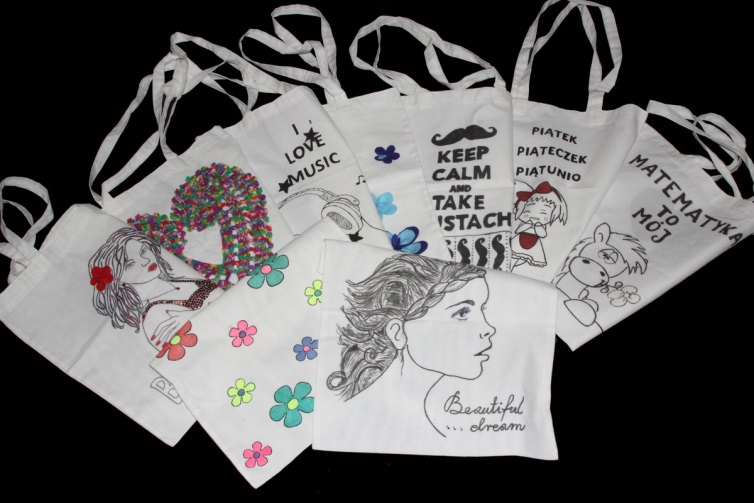 I
LOVE
MUSIC
KEEP
CALM
AND
TAKE
PIĄTEK
PIĄTECZEK
PIĄTUNIO
MATEMATYKA
TO
MÓJ
Beautiful
... dream